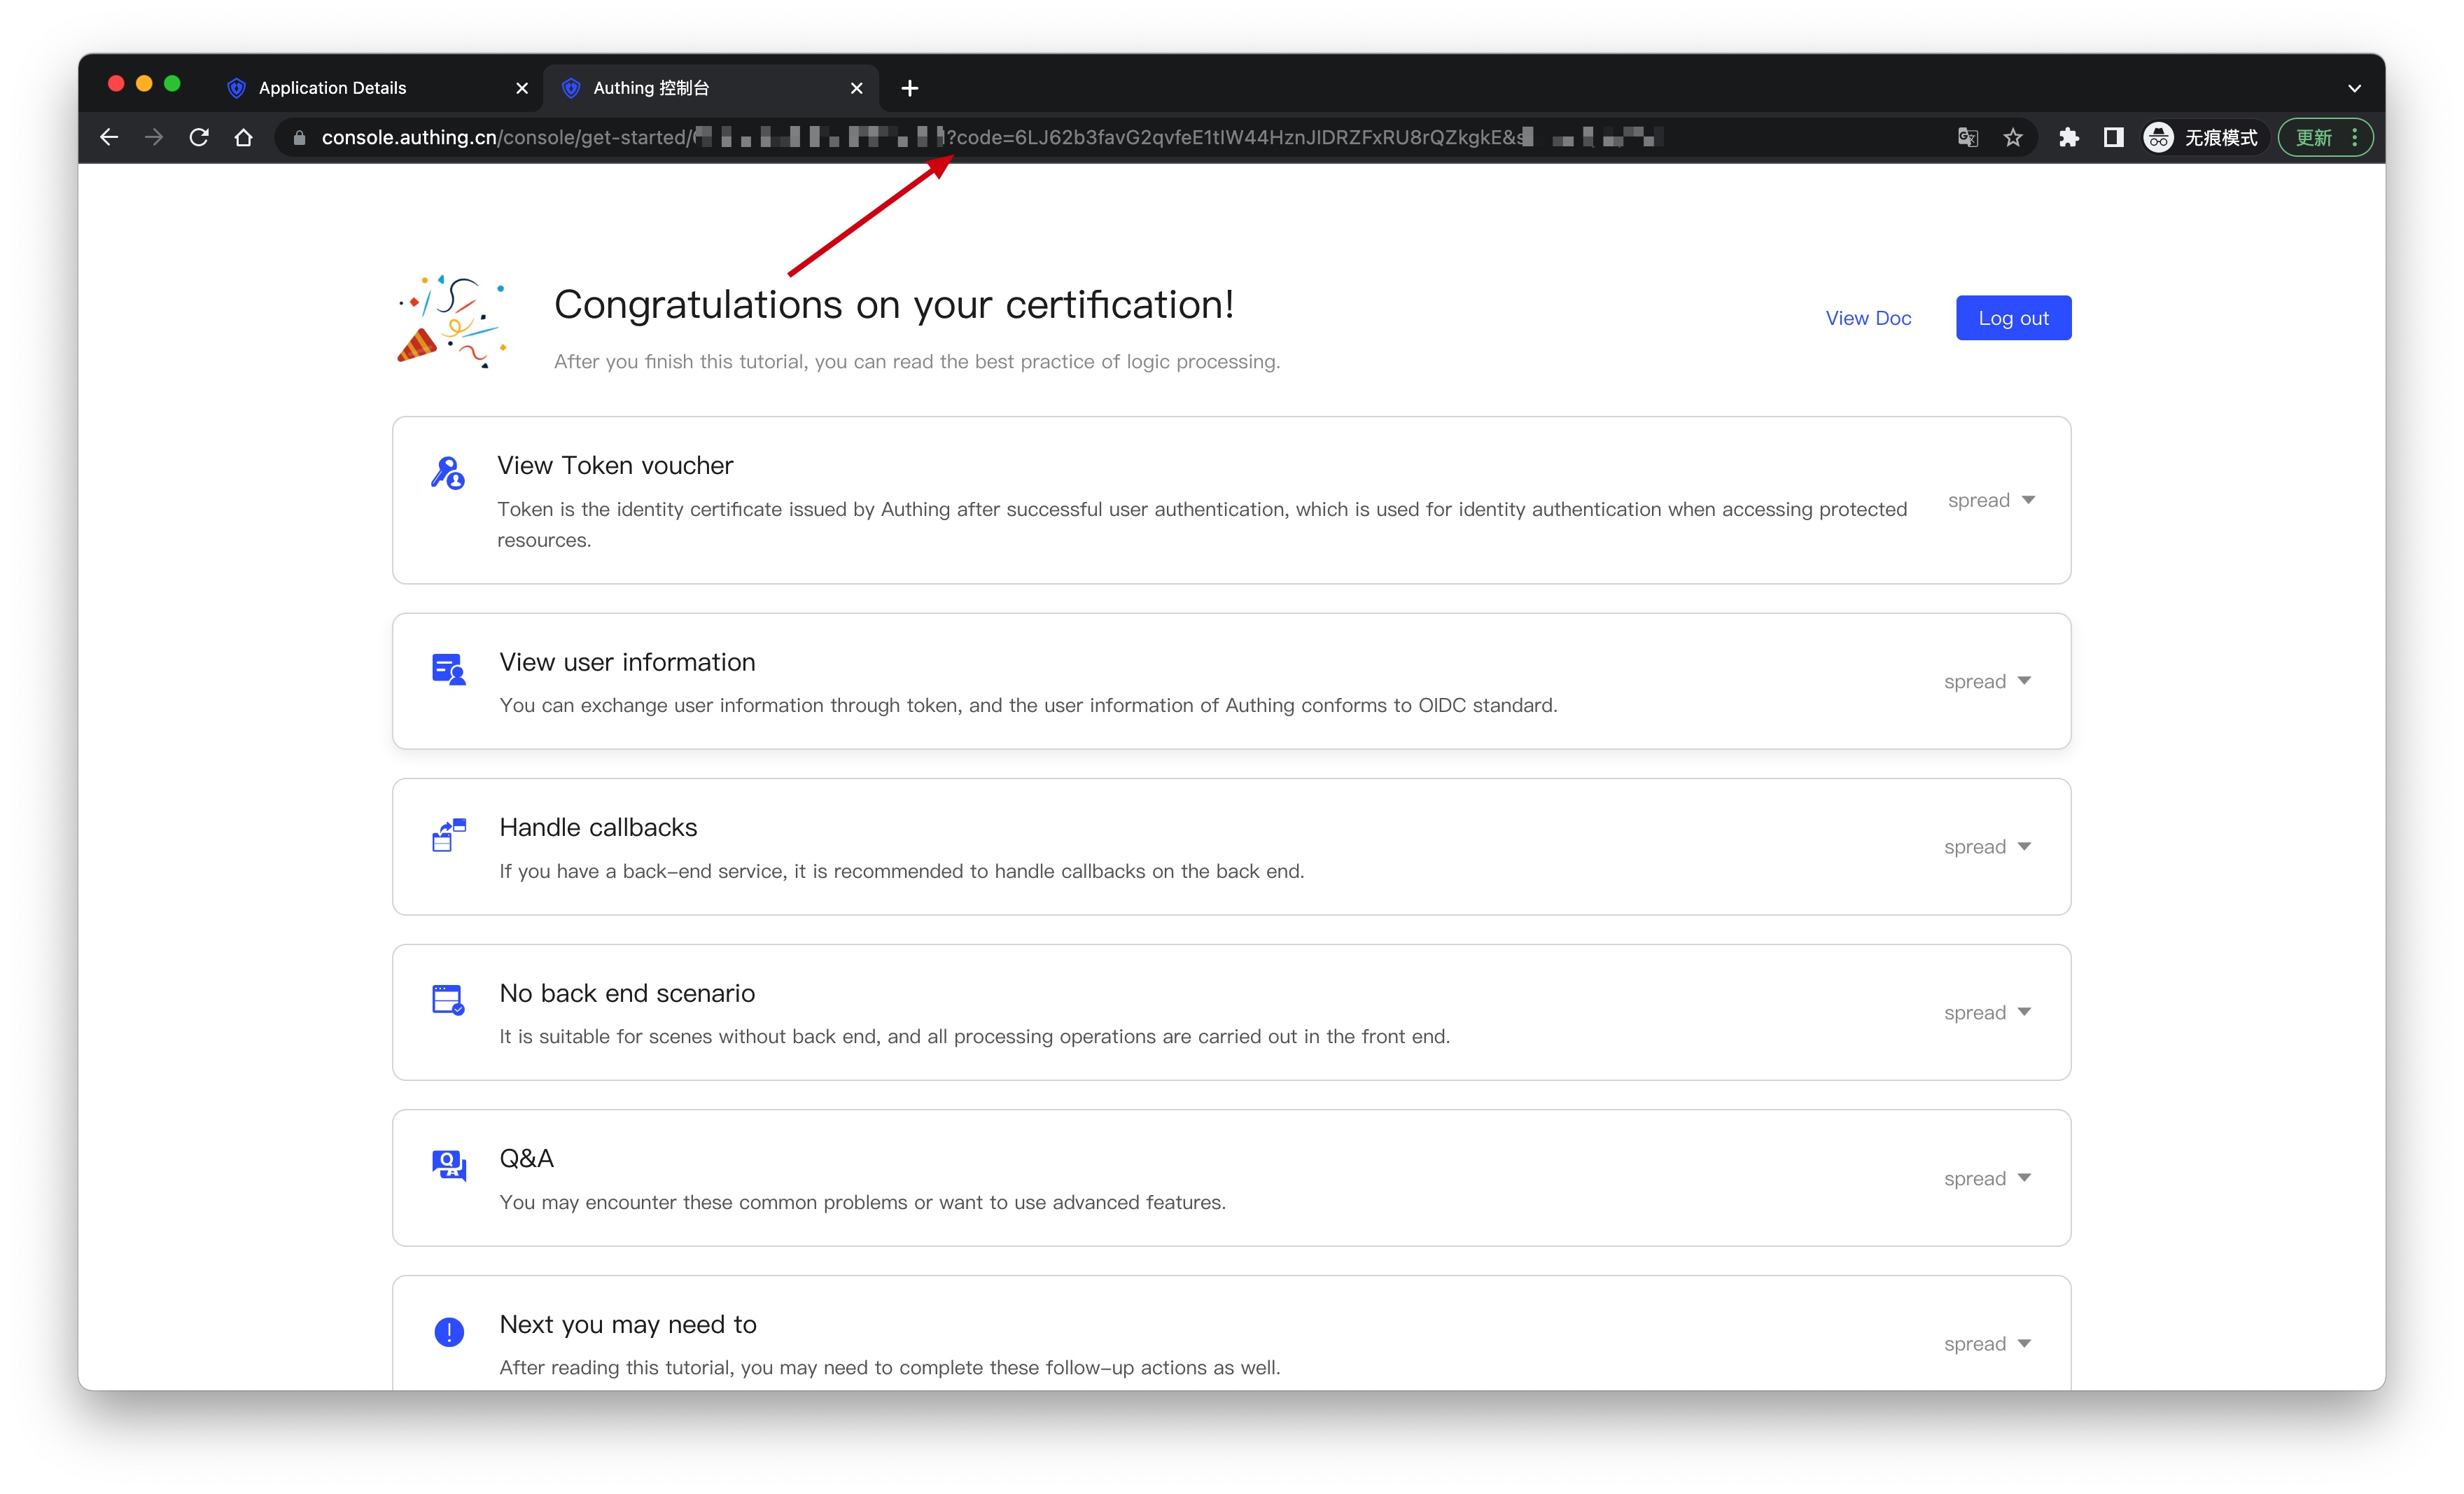 Application Details
Authing 控制台
console.authing.cn/console/get-started/
?code=6LJ62b3favG2qvfeE1tIW44HznJIDRZFxRU8rQZkgkE&s
无痕模式
更新
Congratulations on your certification!
After you finish this tutorial, you can read the best practice of logic processing.
View Doc
Log out
View Token voucher
Token is the identity certificate issued by Authing after successful user authentication, which is used for identity authentication when accessing protected
resources.
spread
View user information
You can exchange user information through token, and the user information of Authing conforms to OIDC standard.
spread
Handle callbacks
If you have a back-end service, it is recommended to handle callbacks on the back end.
spread
No back end scenario
It is suitable for scenes without back end, and all processing operations are carried out in the front end.
spread
Q&A
You may encounter these common problems or want to use advanced features.
spread
Next you may need to
After reading this tutorial, you may need to complete these follow-up actions as well.
spread